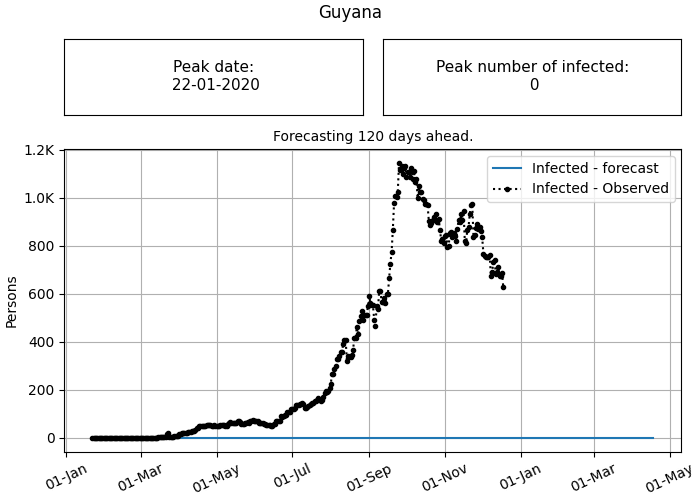 Guyana
Peak date:
22-01-2020
Peak number of infected:
0
Forecasting 120 days ahead.
Infected - forecast
Infected - Observed
Persons
1.2K
1.0K
800
600
400
200
0
01-Jan
01-Mar
01-May
01-Jul
01-Sep
01-Nov
01-Jan
01-Mar
01-May